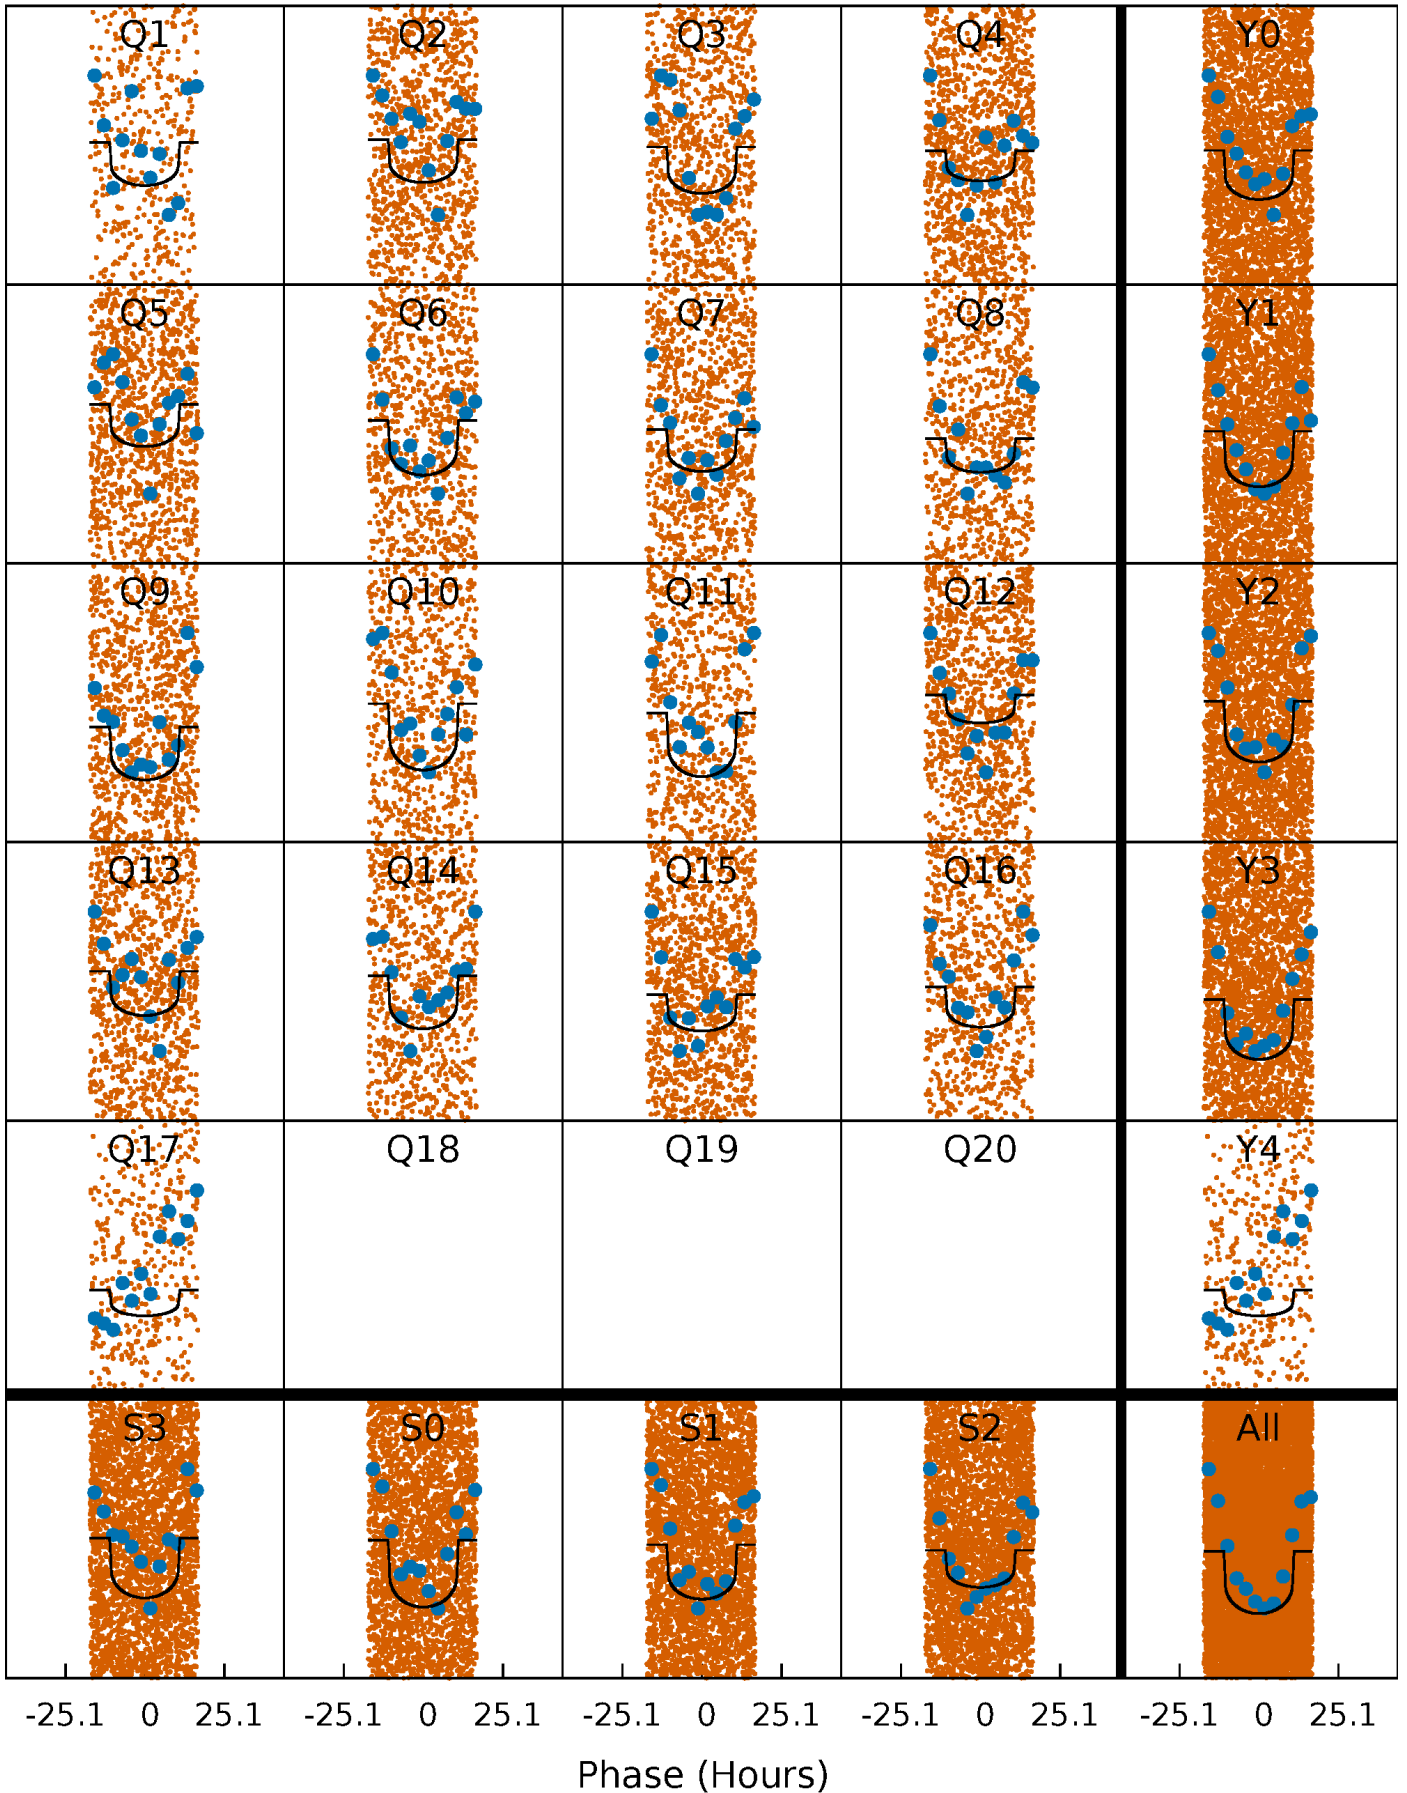 Q1 Q2 Q3 Q4 Y0
Q5 Q6 Q7 Q8 Y1
Q9 Q10 Q11 Q12 Y2
Q13 Q14 Q15 Q16 Y3
Q17 Q18 Q19 Q20 Y4
S3 S0 S1 S2 All
-25.1 0 25.1 -25.1 0 25.1 -25.1 0 25.1 -25.1 0 25.1 -25.1 0 25.1
Phase (Hours)